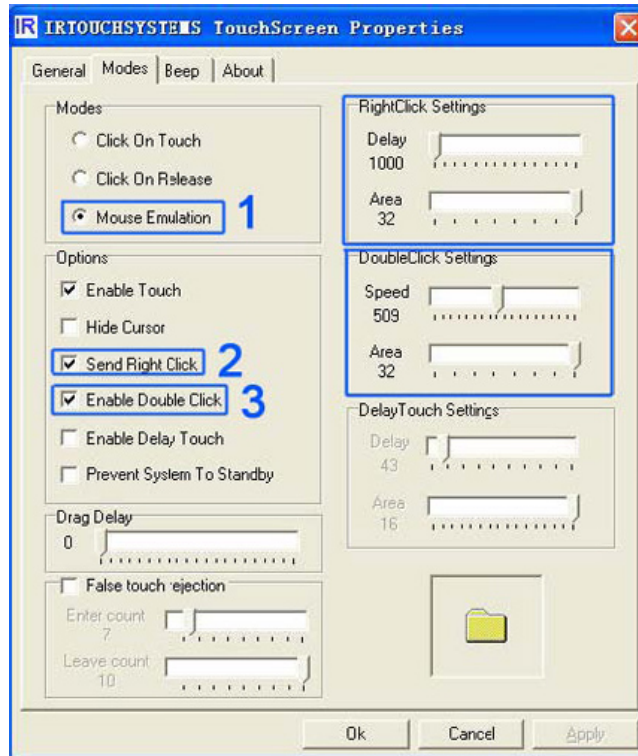 IR IRTOUCHSYSTEMS TouchScreen Properties
General Modes Beep About
Modes
Click On Touch
Click On Release
Mouse Emulation 1
Options
Enable Touch
Hide Cursor
Send Right Click 2
Enable Double Click 3
Enable Delay Touch
Prevent System To Standby
Drag Delay
0
False touch rejection
Enter count
7
Leave count
10
RightClick Settings
Delay
1000
Area
32
DoubleClick Settings
Speed
509
Area
32
DelayTouch Settings
Delay
43
Area
16
Ok Cancel Apply